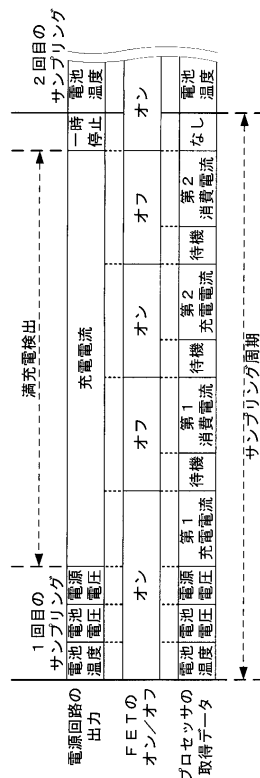 1回目の
サンプリング
満充電検出
2回目の
サンプリング
電源回路の
出力
電池
温度
電池
電圧
電源
電圧
充電電流
一時
停止
電池
温度
FETの
オン/オフ
オン
オフ
オン
オフ
オン
プロセッサの
取得データ
電池
温度
電池
電圧
電源
電圧
第1
充電電流
待機
第1
消費電流
待機
第2
充電電流
待機
第2
消費電流
なし
電池
温度
サンプリング周期